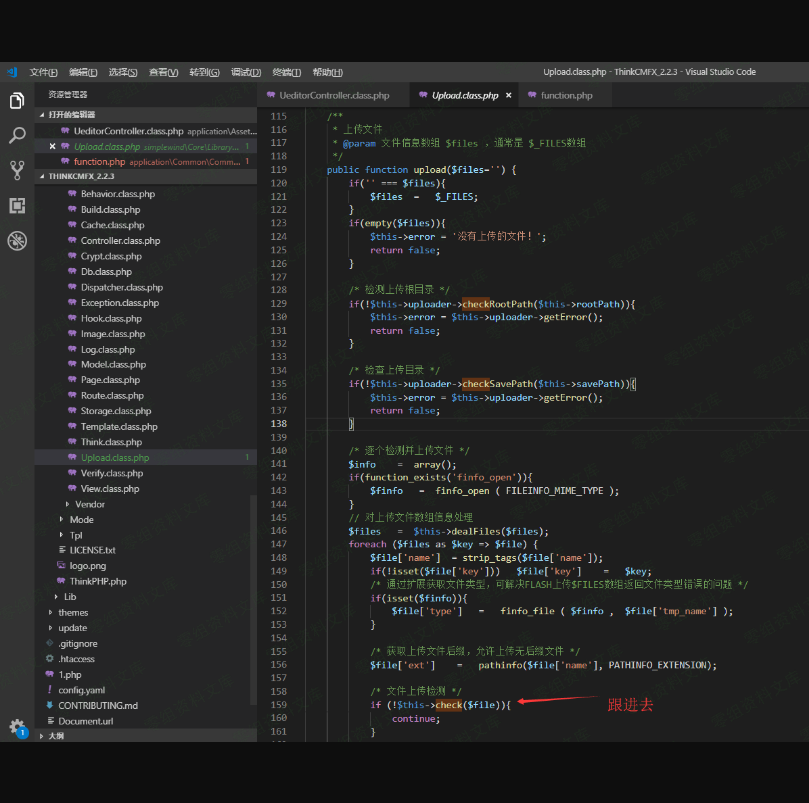 文件(F) 编辑(E) 选择(S) 查看(V) 转到(G) 调试(D) 终端(T) 帮助(H) Upload.class.php - ThinkCMFX_2.2.3 - Visual Studio Code
资源管理器
UeditorController.class.php Upload.class.php × function.php
打开的编辑器
UeditorController.class.php application\Asset...
× Upload.class.php simplewind\Core\Library... 1
function.php application\Common\Comm... 1
THINKCMFX_2.2.3
Behavior.class.php
Build.class.php
Cache.class.php
Controller.class.php
Crypt.class.php
Db.class.php
Dispatcher.class.php
Exception.class.php
Hook.class.php
Image.class.php
Log.class.php
Model.class.php
Page.class.php
Route.class.php
Storage.class.php
Template.class.php
Think.class.php
Upload.class.php 1
Verify.class.php
View.class.php
Vendor
Mode
Tpl
LICENSE.txt
logo.png
ThinkPHP.php
Lib
themes
update
.gitignore
.htaccess
1.php
config.yaml
CONTRIBUTING.md
Document.url
大纲
1
115 /**
116 * 上传文件
117 * @param 文件信息数组 $files ，通常是 $_FILES数组
118 */
119 public function upload($files='') {
120 if('' === $files){
121 $files = $_FILES;
122 }
123 if(empty($files)){
124 $this->error = '没有上传的文件！';
125 return false;
126 }
127
128 /* 检测上传根目录 */
129 if(!$this->uploader->checkRootPath($this->rootPath)){
130 $this->error = $this->uploader->getError();
131 return false;
132 }
133
134 /* 检查上传目录 */
135 if(!$this->uploader->checkSavePath($this->savePath)){
136 $this->error = $this->uploader->getError();
137 return false;
138 }
139
140 /* 逐个检测并上传文件 */
141 $info = array();
142 if(function_exists('finfo_open')){
143 $finfo = finfo_open ( FILEINFO_MIME_TYPE );
144 }
145 // 对上传文件数组信息处理
146 $files = $this->dealFiles($files);
147 foreach ($files as $key => $file) {
148 $file['name'] = strip_tags($file['name']);
149 if(!isset($file['key'])) $file['key'] = $key;
150 /* 通过扩展获取文件类型，可解决FLASH上传$FILES数组返回文件类型错误的问题 */
151 if(isset($finfo)){
152 $file['type'] = finfo_file ( $finfo , $file['tmp_name'] );
153 }
154
155 /* 获取上传文件后缀，允许上传无后缀文件 */
156 $file['ext'] = pathinfo($file['name'], PATHINFO_EXTENSION);
157
158 /* 文件上传检测 */
159 if (!$this->check($file)){ 跟进去
160 continue;
161 }